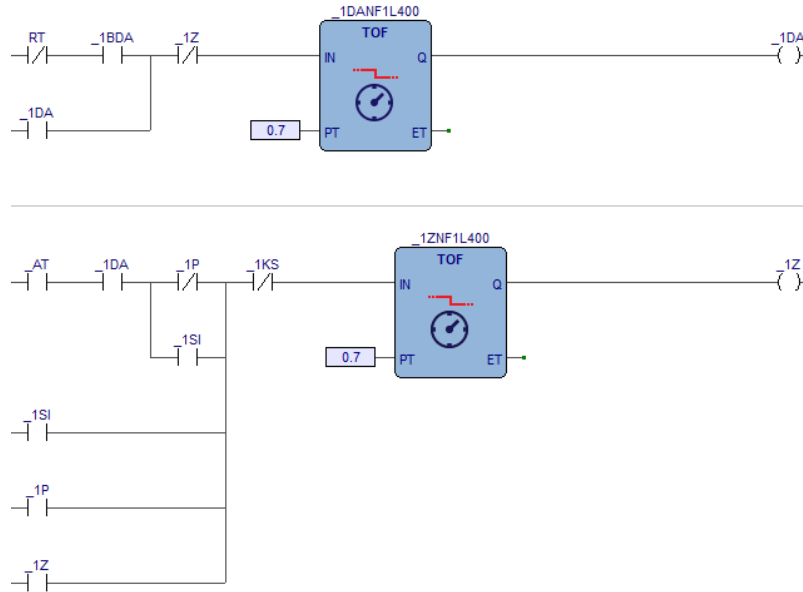 _1DANF1L400
RT _1BDA _1Z TOF _1DA
IN Q
_1DA
0.7 PT ET
_1ZNF1L400
_AT _1DA _1P _1KS TOF _1Z
IN Q
_1SI
0.7 PT ET
_1SI
_1P
_1Z